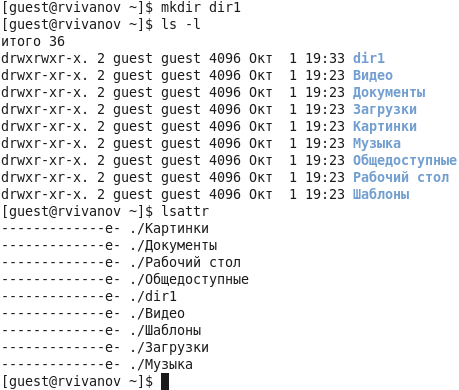 [guest@rvivanov ~]$ mkdir dir1
[guest@rvivanov ~]$ ls -l
итого 36
drwxrwxr-x. 2 guest guest 4096 Окт  1 19:33 dir1
drwxr-xr-x. 2 guest guest 4096 Окт  1 19:23 Видео
drwxr-xr-x. 2 guest guest 4096 Окт  1 19:23 Документы
drwxr-xr-x. 2 guest guest 4096 Окт  1 19:23 Загрузки
drwxr-xr-x. 2 guest guest 4096 Окт  1 19:23 Картинки
drwxr-xr-x. 2 guest guest 4096 Окт  1 19:23 Музыка
drwxr-xr-x. 2 guest guest 4096 Окт  1 19:23 Общедоступные
drwxr-xr-x. 2 guest guest 4096 Окт  1 19:23 Рабочий стол
drwxr-xr-x. 2 guest guest 4096 Окт  1 19:23 Шаблоны
[guest@rvivanov ~]$ lsattr
-------------e- ./Картинки
-------------e- ./Документы
-------------e- ./Рабочий стол
-------------e- ./Общедоступные
-------------e- ./dir1
-------------e- ./Видео
-------------e- ./Шаблоны
-------------e- ./Загрузки
-------------e- ./Музыка
[guest@rvivanov ~]$